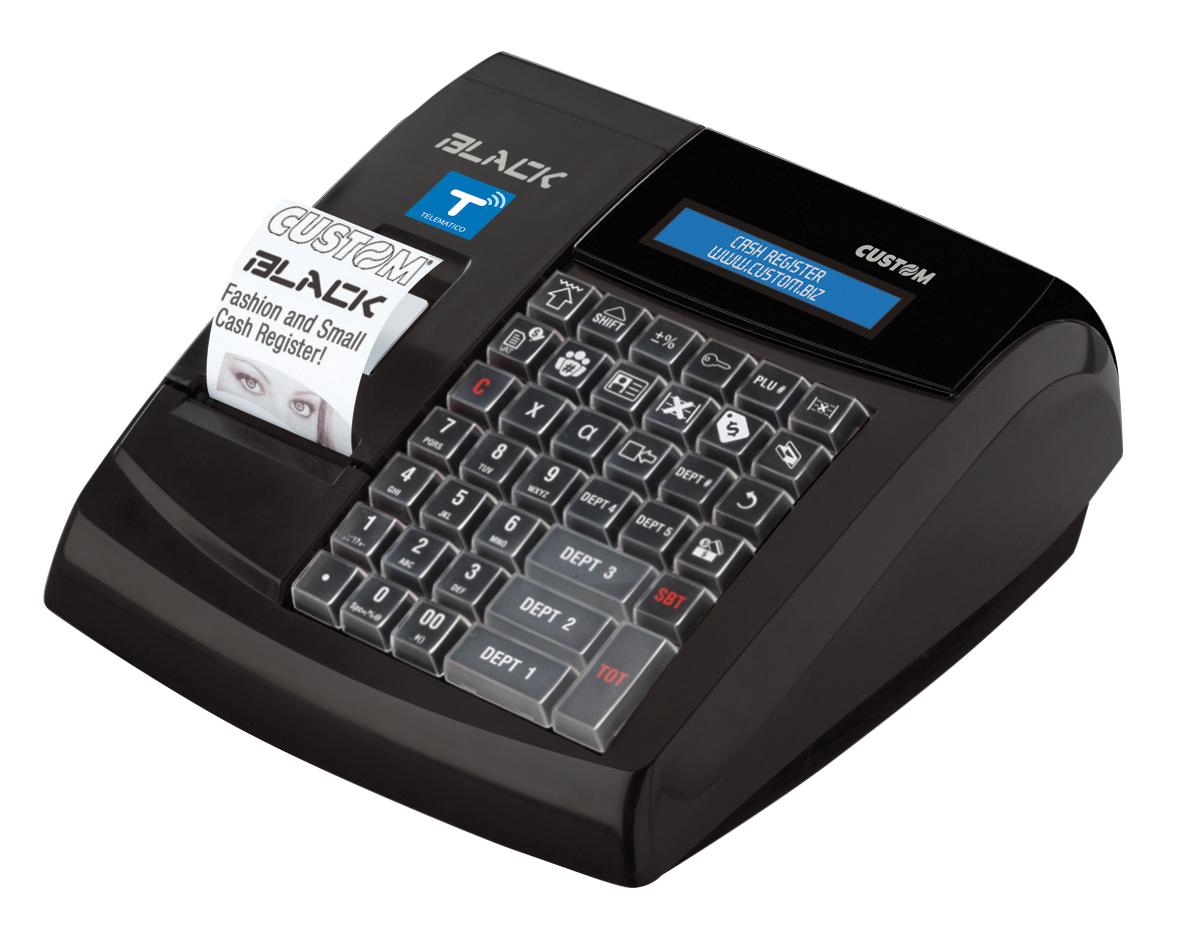 BLACK
T
TELEMATICO
CUSTOM
CASH REGISTER
WWW.CUSTOM.BIZ
CUSTOM®
BLACK
Fashion and Small
Cash Register!
SHIFT
±%
PLU #
#
$
C
X
α
DEPT #
7
PQRS
8
TUV
9
WXYZ
DEPT 4
DEPT 5
4
GHI
5
JKL
6
MNO
DEPT 3
SBT
1
2
ABC
3
DEF
DEPT 2
TOT
.
0
00
DEPT 1